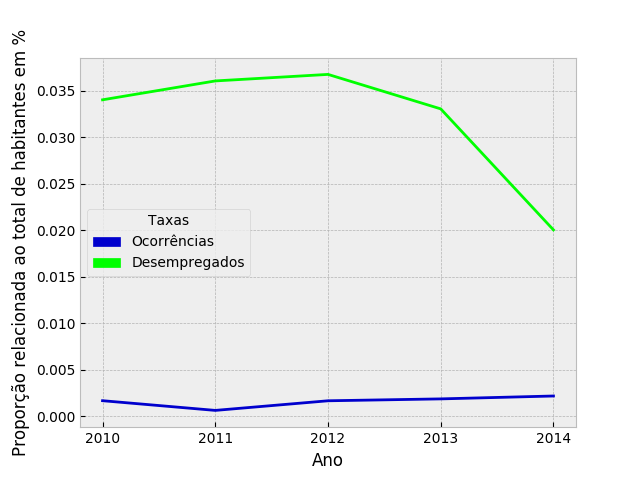 Proporção relacionada ao total de habitantes em %
0.035
0.030
0.025
0.020
0.015
0.010
0.005
0.000
Taxas
Ocorrências
Desempregados
2010 2011 2012 2013 2014
Ano